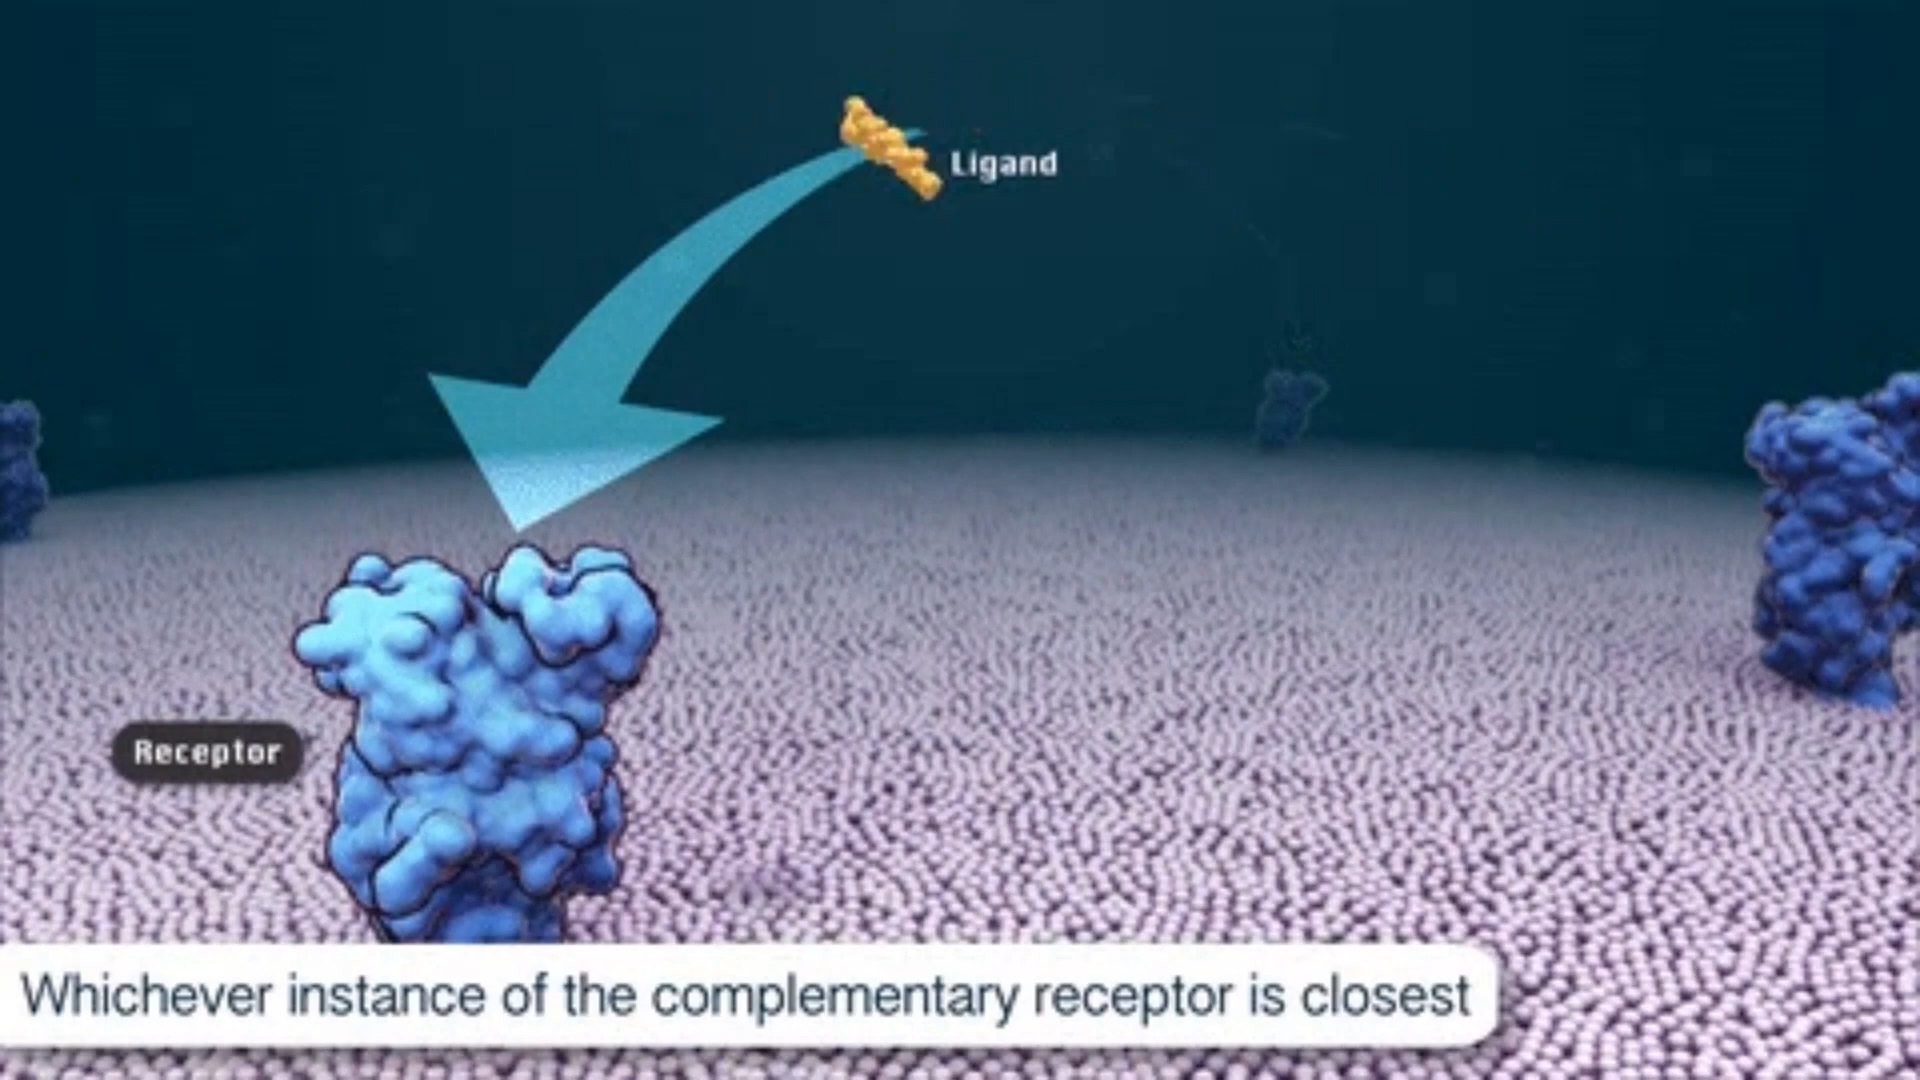 Ligand
Receptor
Whichever instance of the complementary receptor is closest